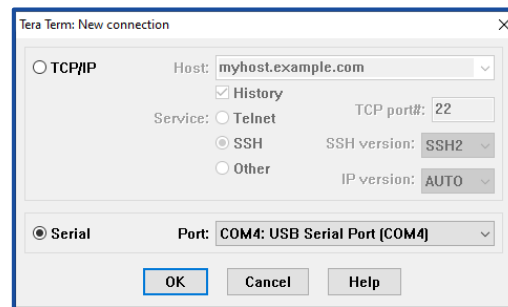 Tera Term: New connection
TCP/IP Host: myhost.example.com
History
Service: Telnet TCP port#: 22
SSH SSH version: SSH2
Other IP version: AUTO
Serial Port: COM4: USB Serial Port (COM4)
OK Cancel Help